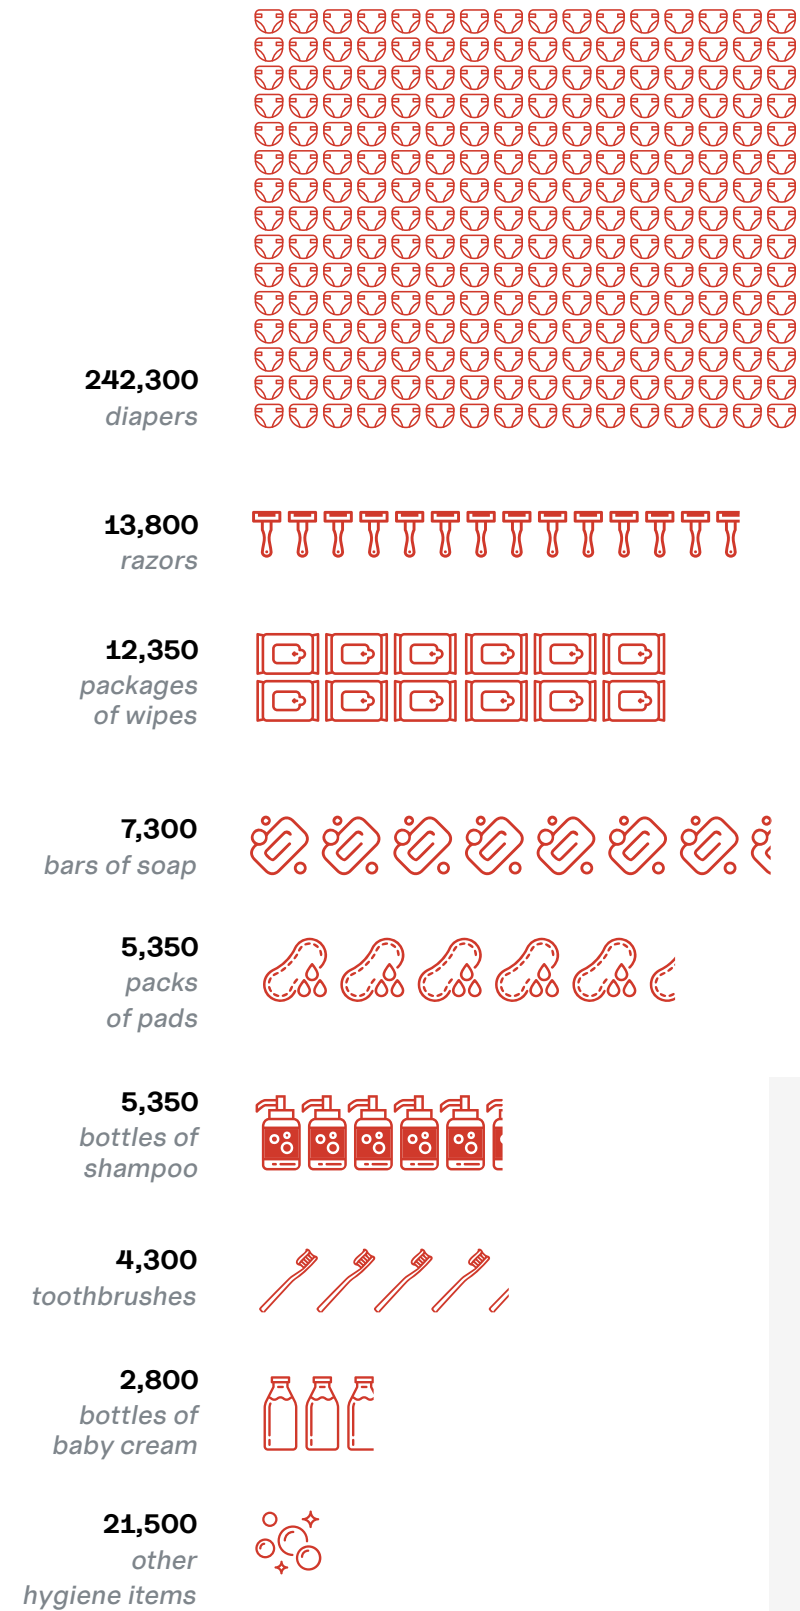 242,300
diapers
13,800
razors
12,350
packages
of wipes
7,300
bars of soap
5,350
packs
of pads
5,350
bottles of
shampoo
4,300
toothbrushes
2,800
bottles of
baby cream
21,500
other
hygiene items